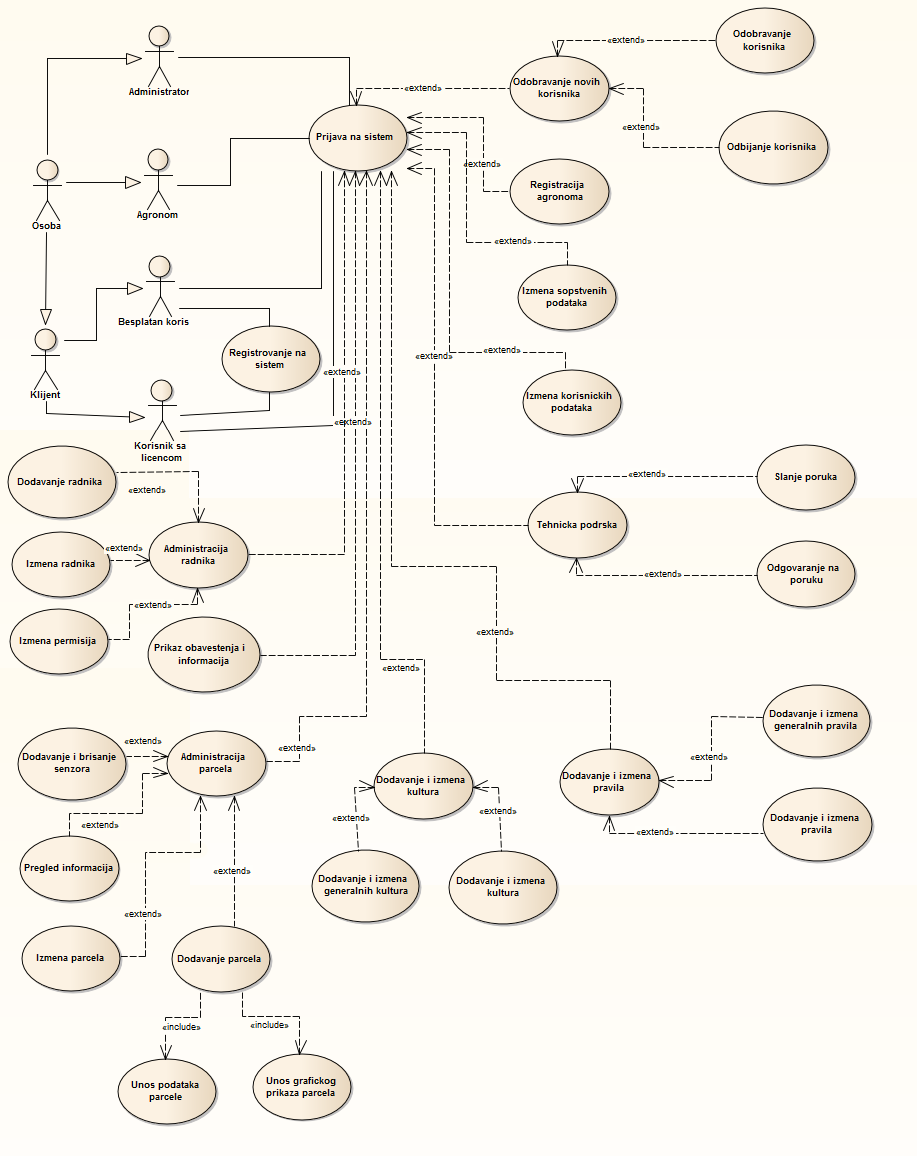 Odobravanje
korisnika
«extend»
Administrator
Odobravanje novih
korisnika
«extend»
«extend»
Prijava na sistem
Odbijanje korisnika
«extend»
Osoba
Agronom
Registracija
agronoma
«extend»
Izmena sopstvenih
podataka
Besplatan koris
Registrovanje na
sistem
«extend»
«extend»
«extend»
Klijent
Izmena korisnickih
podataka
«extend»
Korisnik sa
licencom
Dodavanje radnika
«extend»
«extend»
Slanje poruka
Tehnicka podrska
Izmena radnika
«extend»
Administracija
radnika
«extend»
Odgovaranje na
poruku
Izmena permisija
«extend»
Prikaz obavestenja i
informacija
«extend»
«extend»
Dodavanje i izmena
generalnih pravila
«extend»
«extend»
Dodavanje i brisanje
senzora
«extend»
Administracija
parcela
Dodavanje i izmena
kultura
Dodavanje i izmena
pravila
«extend»
«extend»
«extend»
«extend»
Dodavanje i izmena
pravila
Pregled informacija
«extend»
Dodavanje i izmena
generalnih kultura
Dodavanje i izmena
kultura
«extend»
Izmena parcela
Dodavanje parcela
«include»
«include»
Unos podataka
parcele
Unos grafickog
prikaza parcela